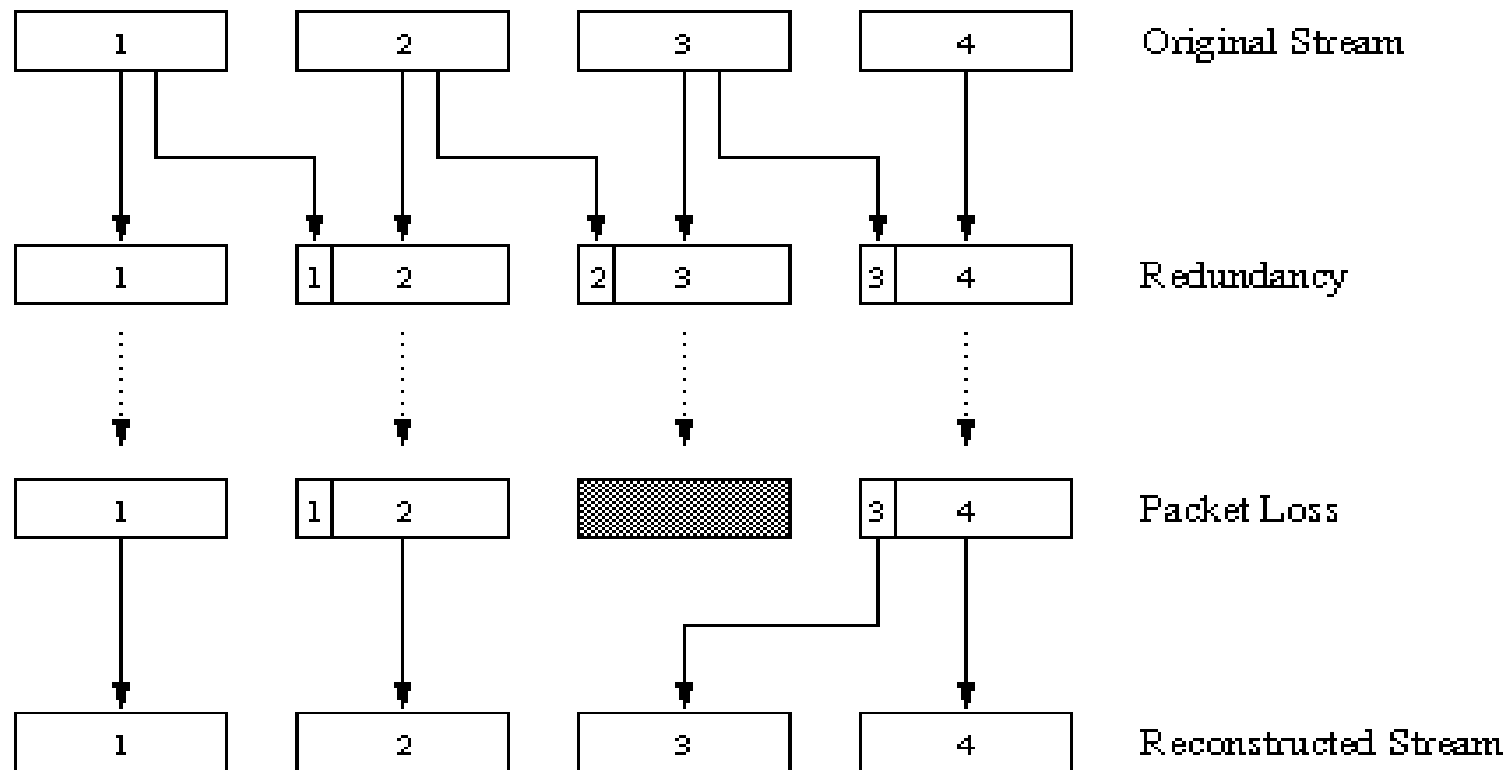 1 2 3 4 Original Stream
1 1 2 2 3 3 4 Redundancy
1 1 2 3 4 Packet Loss
1 2 3 4 Reconstructed Stream